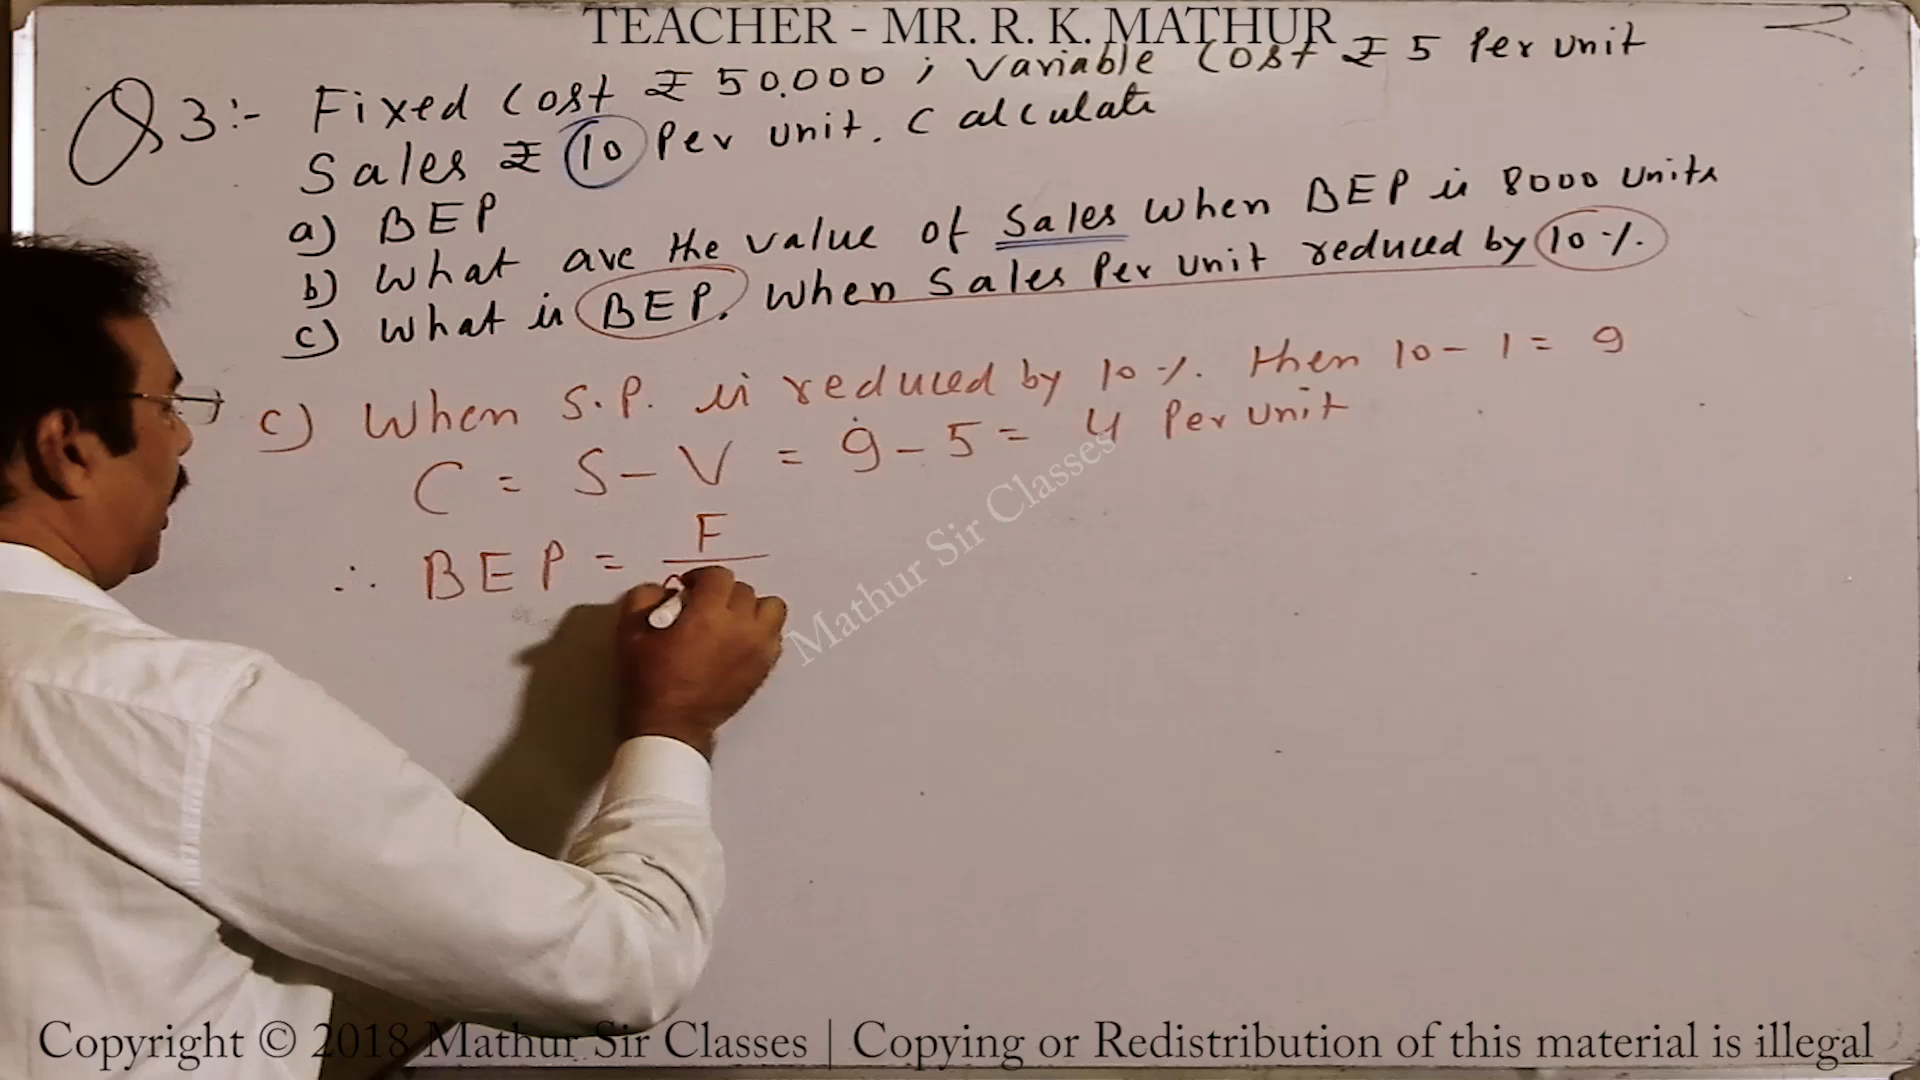 TEACHER - MR. R. K. MATHUR
Q 3:- Fixed Cost ₹ 50,000 ; Variable Cost ₹ 5 Per unit
Sales ₹ 10 Per unit. Calculate
a) BEP
b) What are the value of Sales when BEP is 8000 units
c) What is BEP. When Sales Per unit reduced by 10%.
c) When S.P. is reduced by 10%. then 10 - 1 = 9
C = S - V = 9 - 5 = 4 Per unit
∴ BEP = F
Mathur Sir Classes
Copyright © 2018 Mathur Sir Classes | Copying or Redistribution of this material is illegal